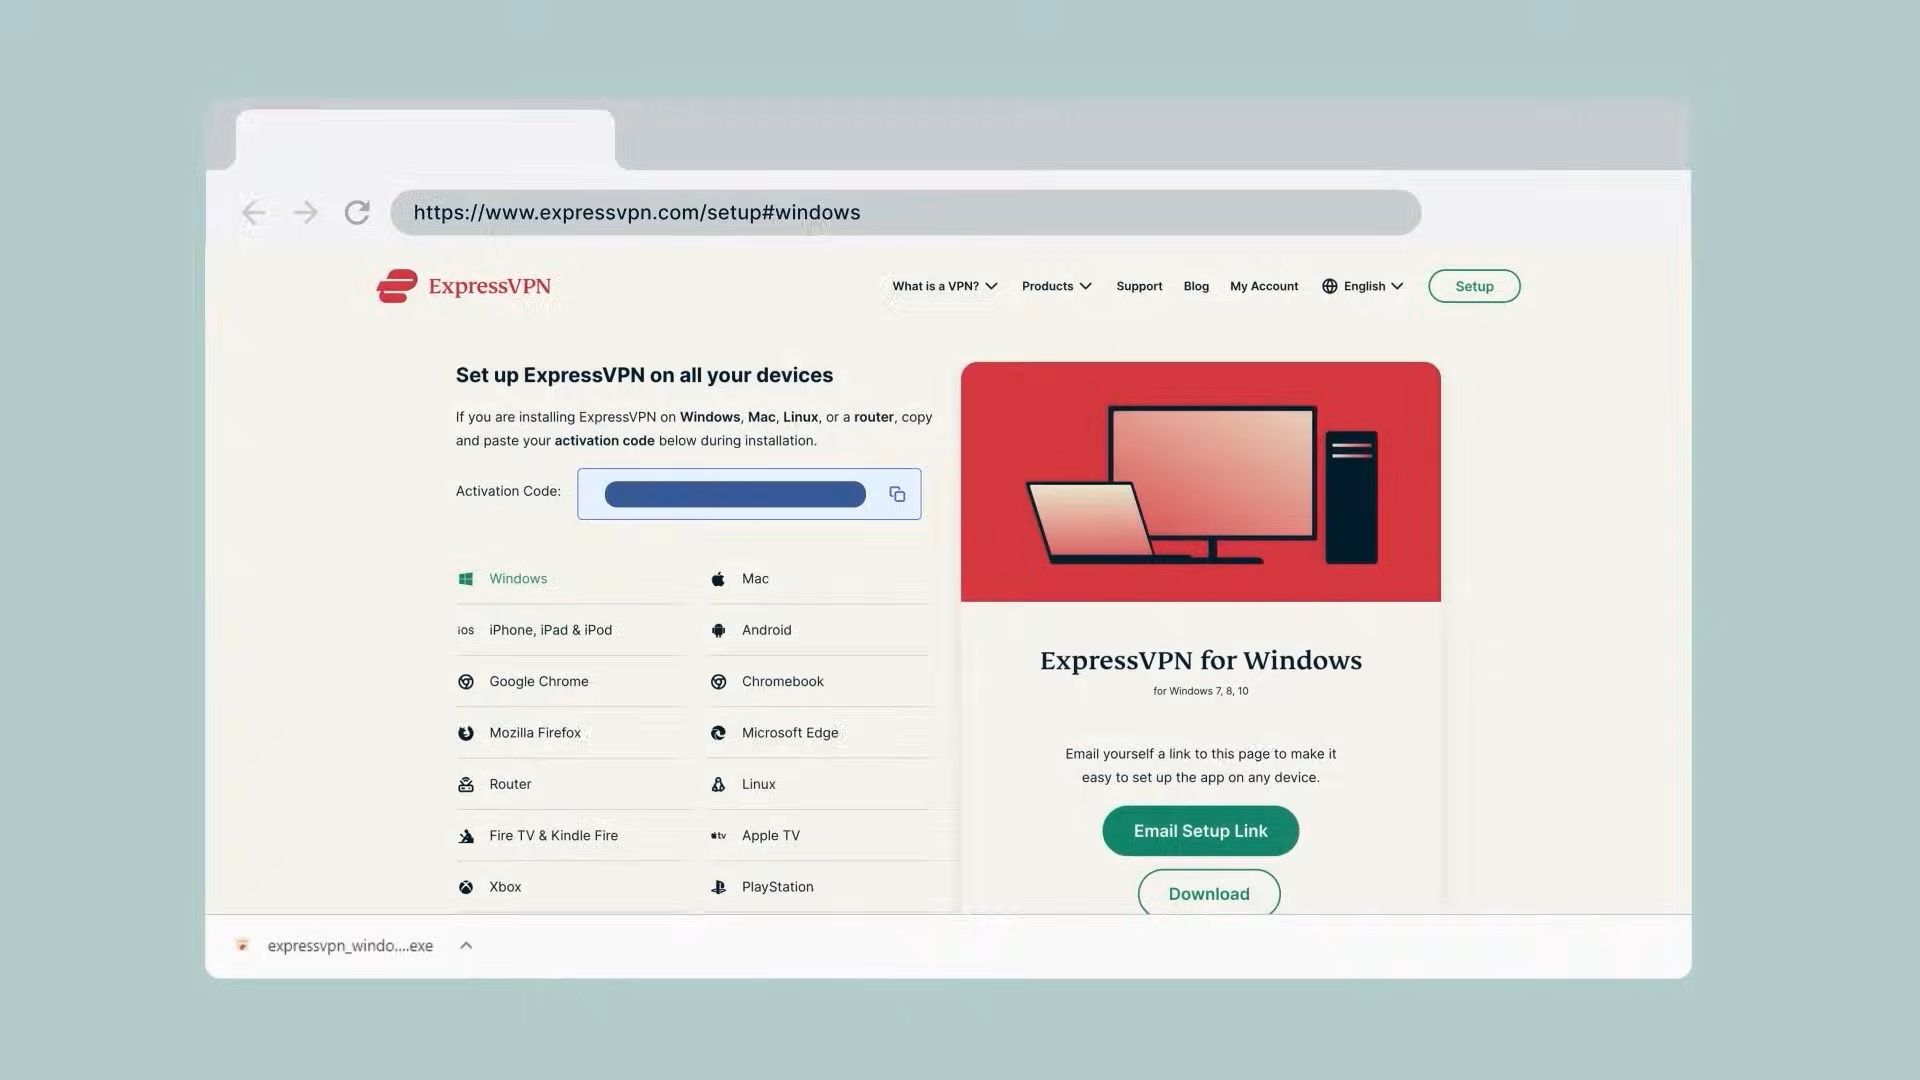 https://www.expressvpn.com/setup#windows
ExpressVPN
What is a VPN?
Products
Support
Blog
My Account
English
Setup
Set up ExpressVPN on all your devices
If you are installing ExpressVPN on Windows, Mac, Linux, or a router, copy
and paste your activation code below during installation.
Activation Code:
Windows
Mac
iOS
iPhone, iPad & iPod
Android
Google Chrome
Chromebook
Mozilla Firefox
Microsoft Edge
Router
Linux
Fire TV & Kindle Fire
tv
Apple TV
Xbox
PlayStation
ExpressVPN for Windows
for Windows 7, 8, 10
Email yourself a link to this page to make it
easy to set up the app on any device.
Email Setup Link
Download
expressvpn_windo....exe